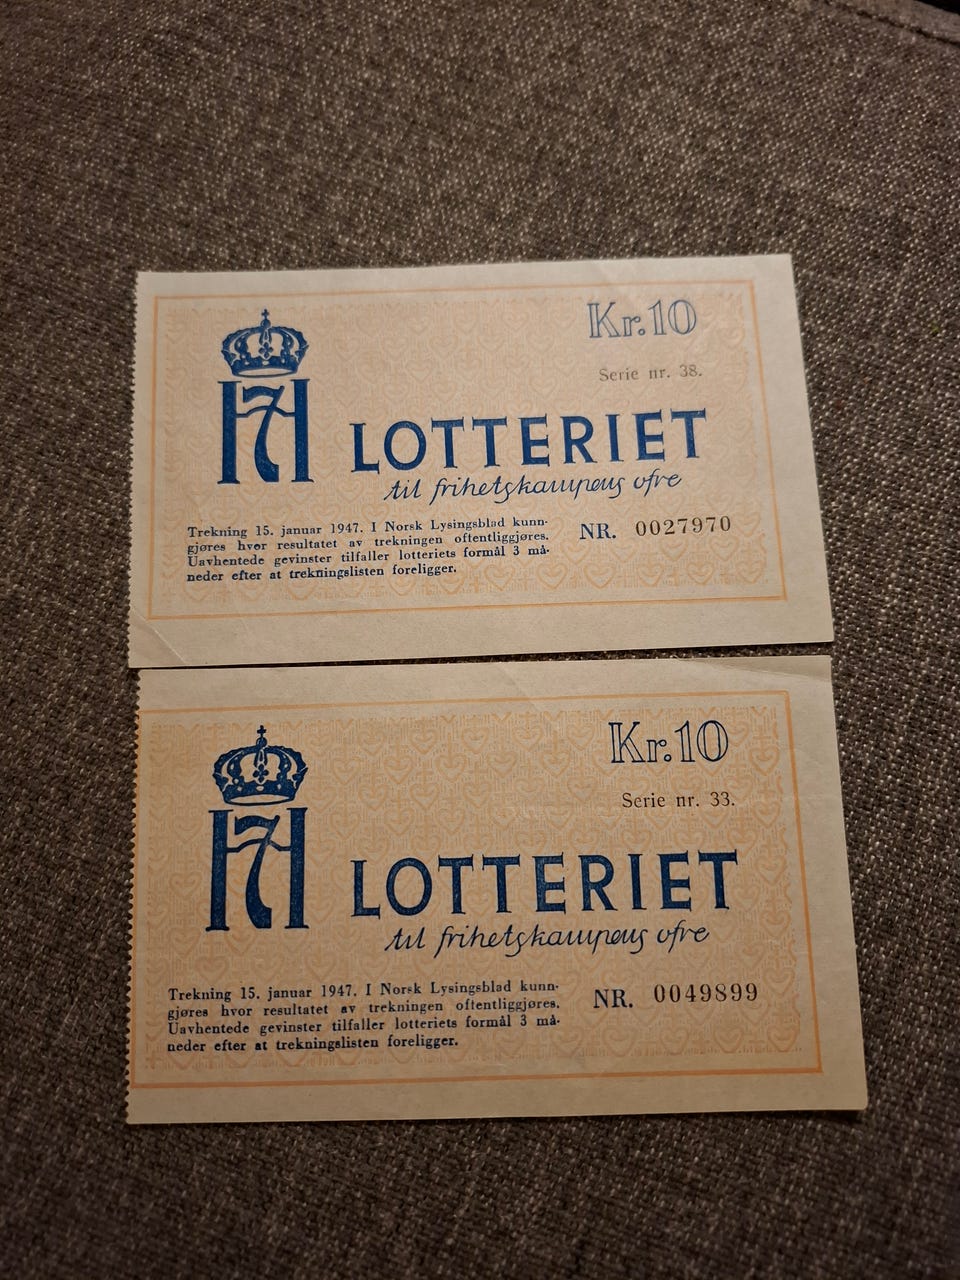 Kr. 10
Serie nr. 38.
H7 LOTTERIET
til frihetskampens ofre
Trekning 15. januar 1947. I Norsk Lysingsblad kunn-
gjøres hvor resultatet av trekningen oftentliggjøres.
Uavhentede gevinster tilfaller lotteriets formål 3 må-
neder efter at trekningslisten foreligger.
NR. 0027970
Kr. 10
Serie nr. 33.
H7 LOTTERIET
til frihetskampens ofre
Trekning 15. januar 1947. I Norsk Lysingsblad kunn-
gjøres hvor resultatet av trekningen oftentliggjøres.
Uavhentede gevinster tilfaller lotteriets formål 3 må-
neder efter at trekningslisten foreligger.
NR. 0049899